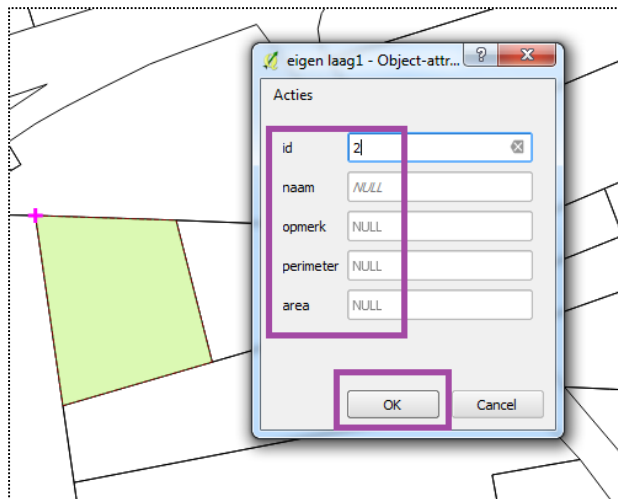 eigen laag1 - Object-attr...
Acties
id 2
naam NULL
opmerk NULL
perimeter NULL
area NULL
OK Cancel